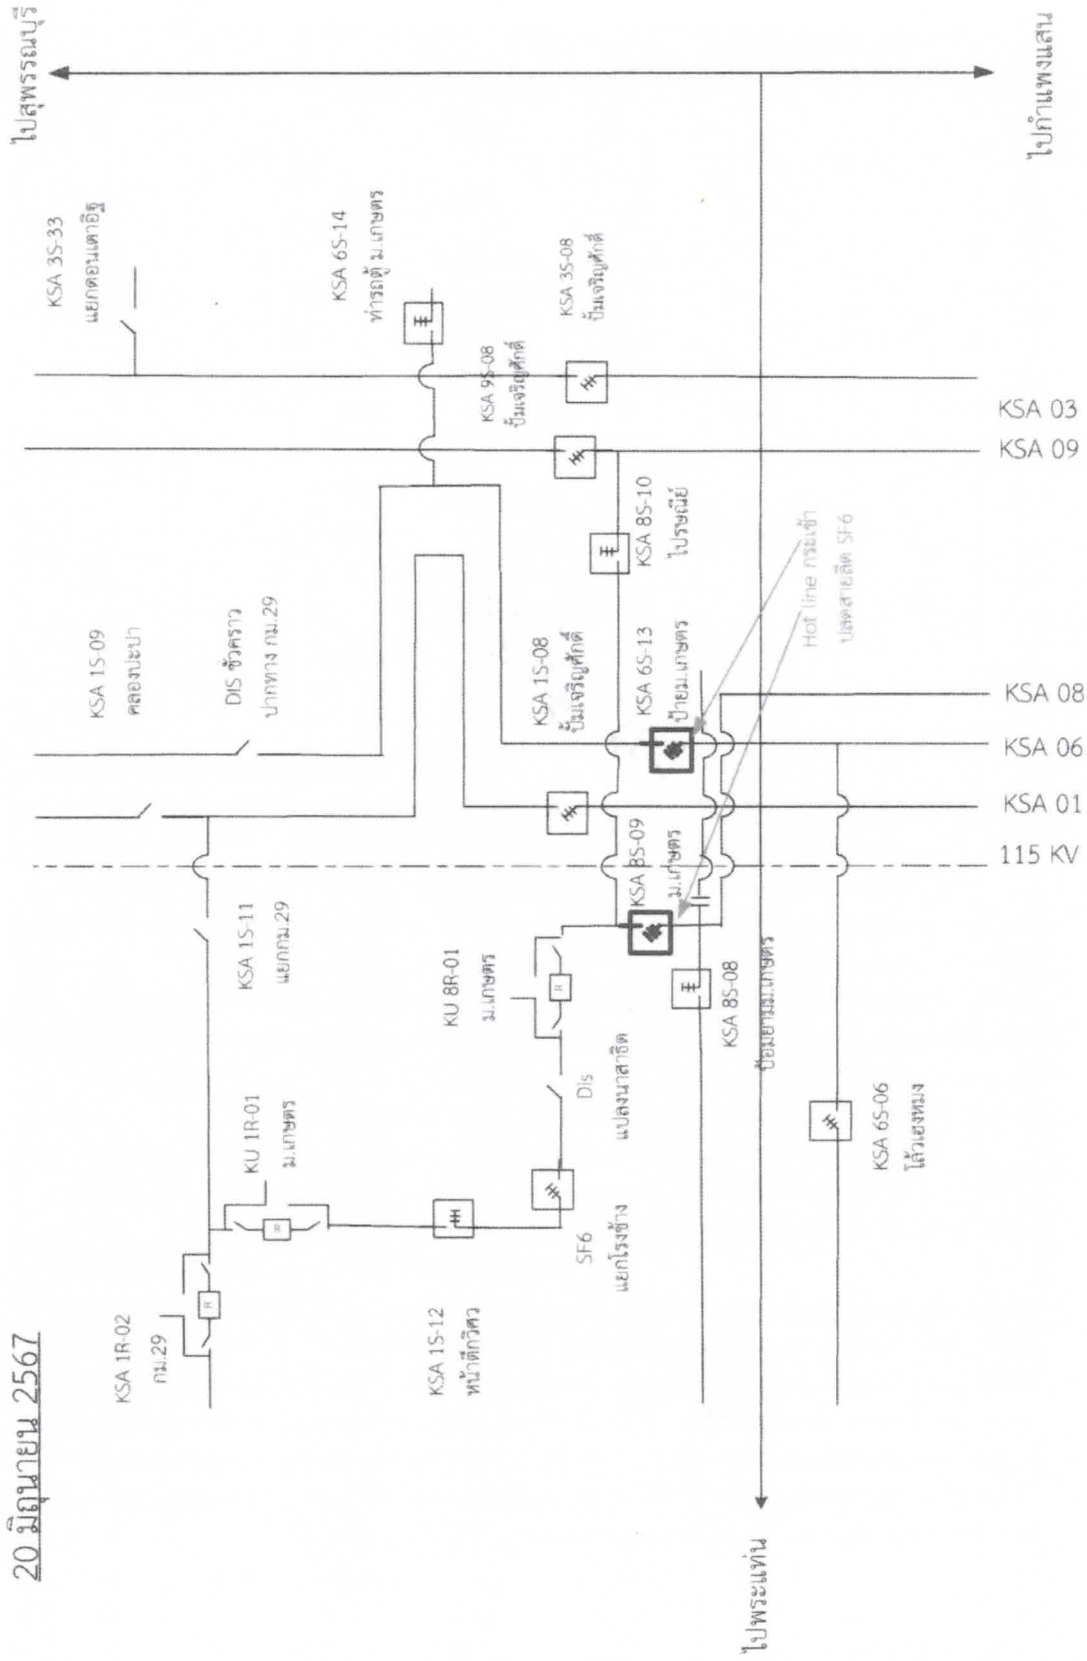 20 มิถุนายน 2567
ไปสุพรรณบุรี
ไปกำแพงแสน
ไปพระแท่น
KSA 1R-02
กม.29
KU 1R-01
ม.เกษตร
KSA 1S-11
แยกกม.29
KSA 1S-09
คลองปะปา
DIS ชั่วคราว
ปากทาง กม.29
KSA 3S-33
แยกดอนเตาอิฐ
KSA 6S-14
ท่ารถตู้ ม.เกษตร
KSA 9S-08
ปั๊มเจริญศักดิ์
KSA 3S-08
ปั๊มเจริญศักดิ์
KSA 1S-12
หน้าตึกวิศว
SF6
แยกโรงช้าง
Dis
แปลงนาสาธิต
KU 8R-01
ม.เกษตร
KSA 1S-08
ปั๊มเจริญศักดิ์
KSA 8S-10
ไปรษณีย์
KSA 8S-09
ม.เกษตร
KSA 6S-13
ป้ายม.เกษตร
KSA 8S-08
ป้อมยามม.เกษตร
KSA 6S-06
โล้วเฮงหมง
Hot line กระเช้า
ปลดสายลีด SF6
KSA 03
KSA 09
KSA 08
KSA 06
KSA 01
115 KV
R
R
R